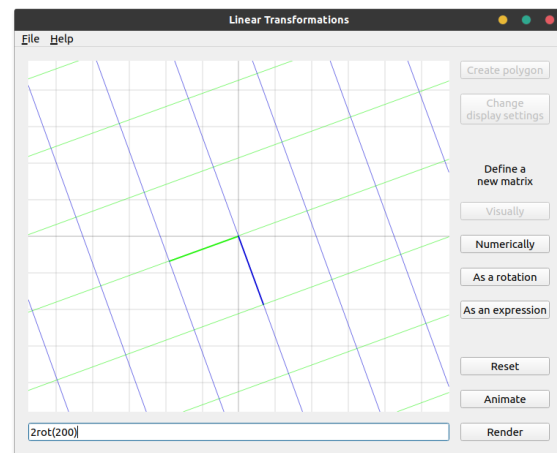 Linear Transformations
File Help
Create polygon
Change
display settings
Define a
new matrix
Visually
Numerically
As a rotation
As an expression
Reset
Animate
2rot(200)
Render